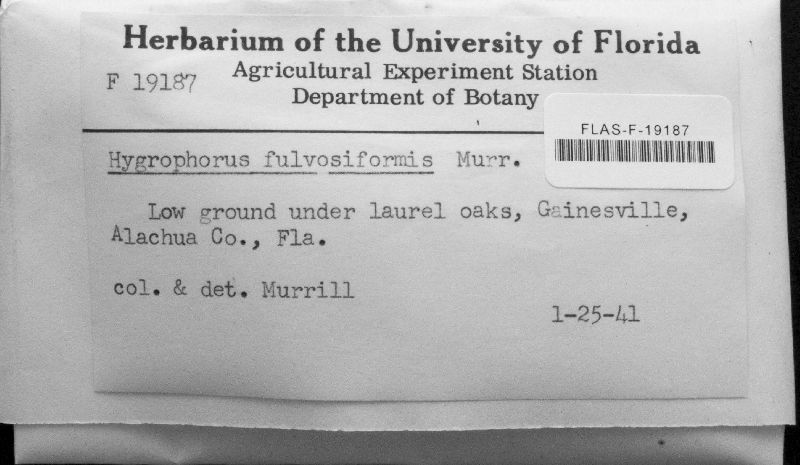 Herbarium of the University of Florida
F 19187
Agricultural Experiment Station
Department of Botany
FLAS-F-19187
Hygrophorus fulvosiformis Murr.
Low ground under laurel oaks, Gainesville,
Alachua Co., Fla.
col. & det. Murrill
1-25-41